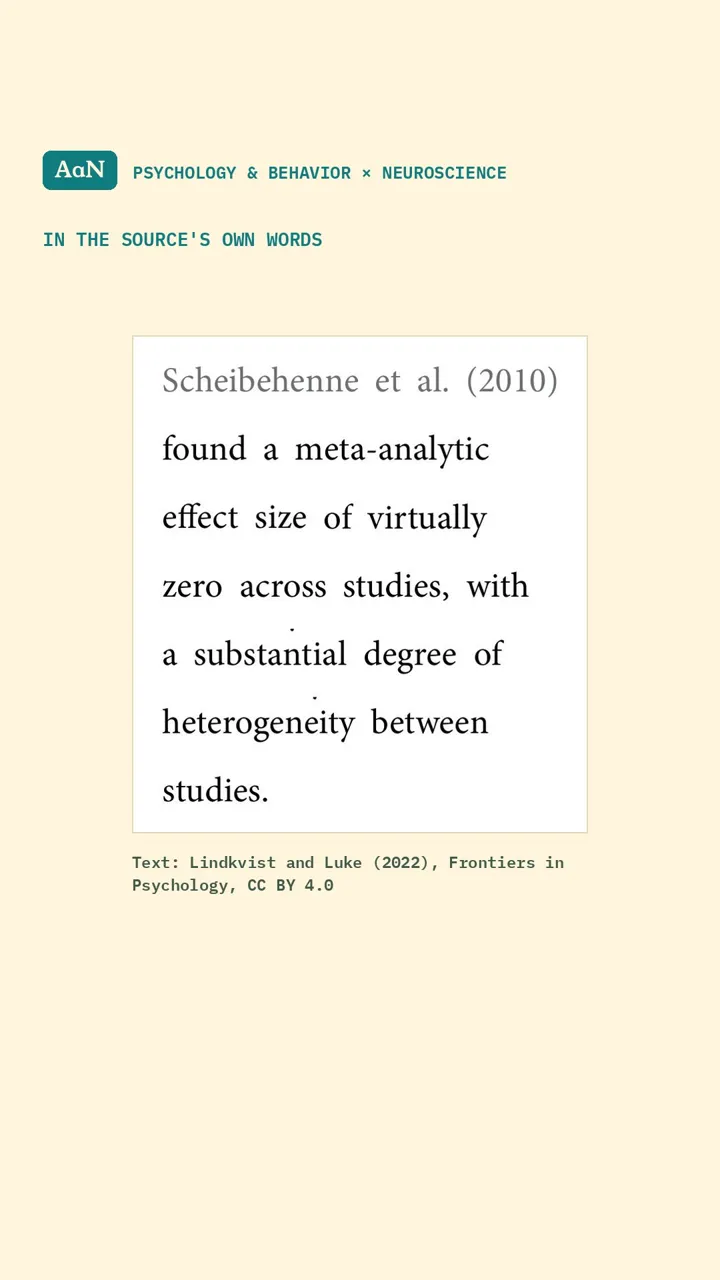 AaN PSYCHOLOGY & BEHAVIOR × NEUROSCIENCE
IN THE SOURCE'S OWN WORDS
Scheibehenne et al. (2010)
found a meta-analytic
effect size of virtually
zero across studies, with
a substantial degree of
heterogeneity between
studies.
Text: Lindkvist and Luke (2022), Frontiers in
Psychology, CC BY 4.0